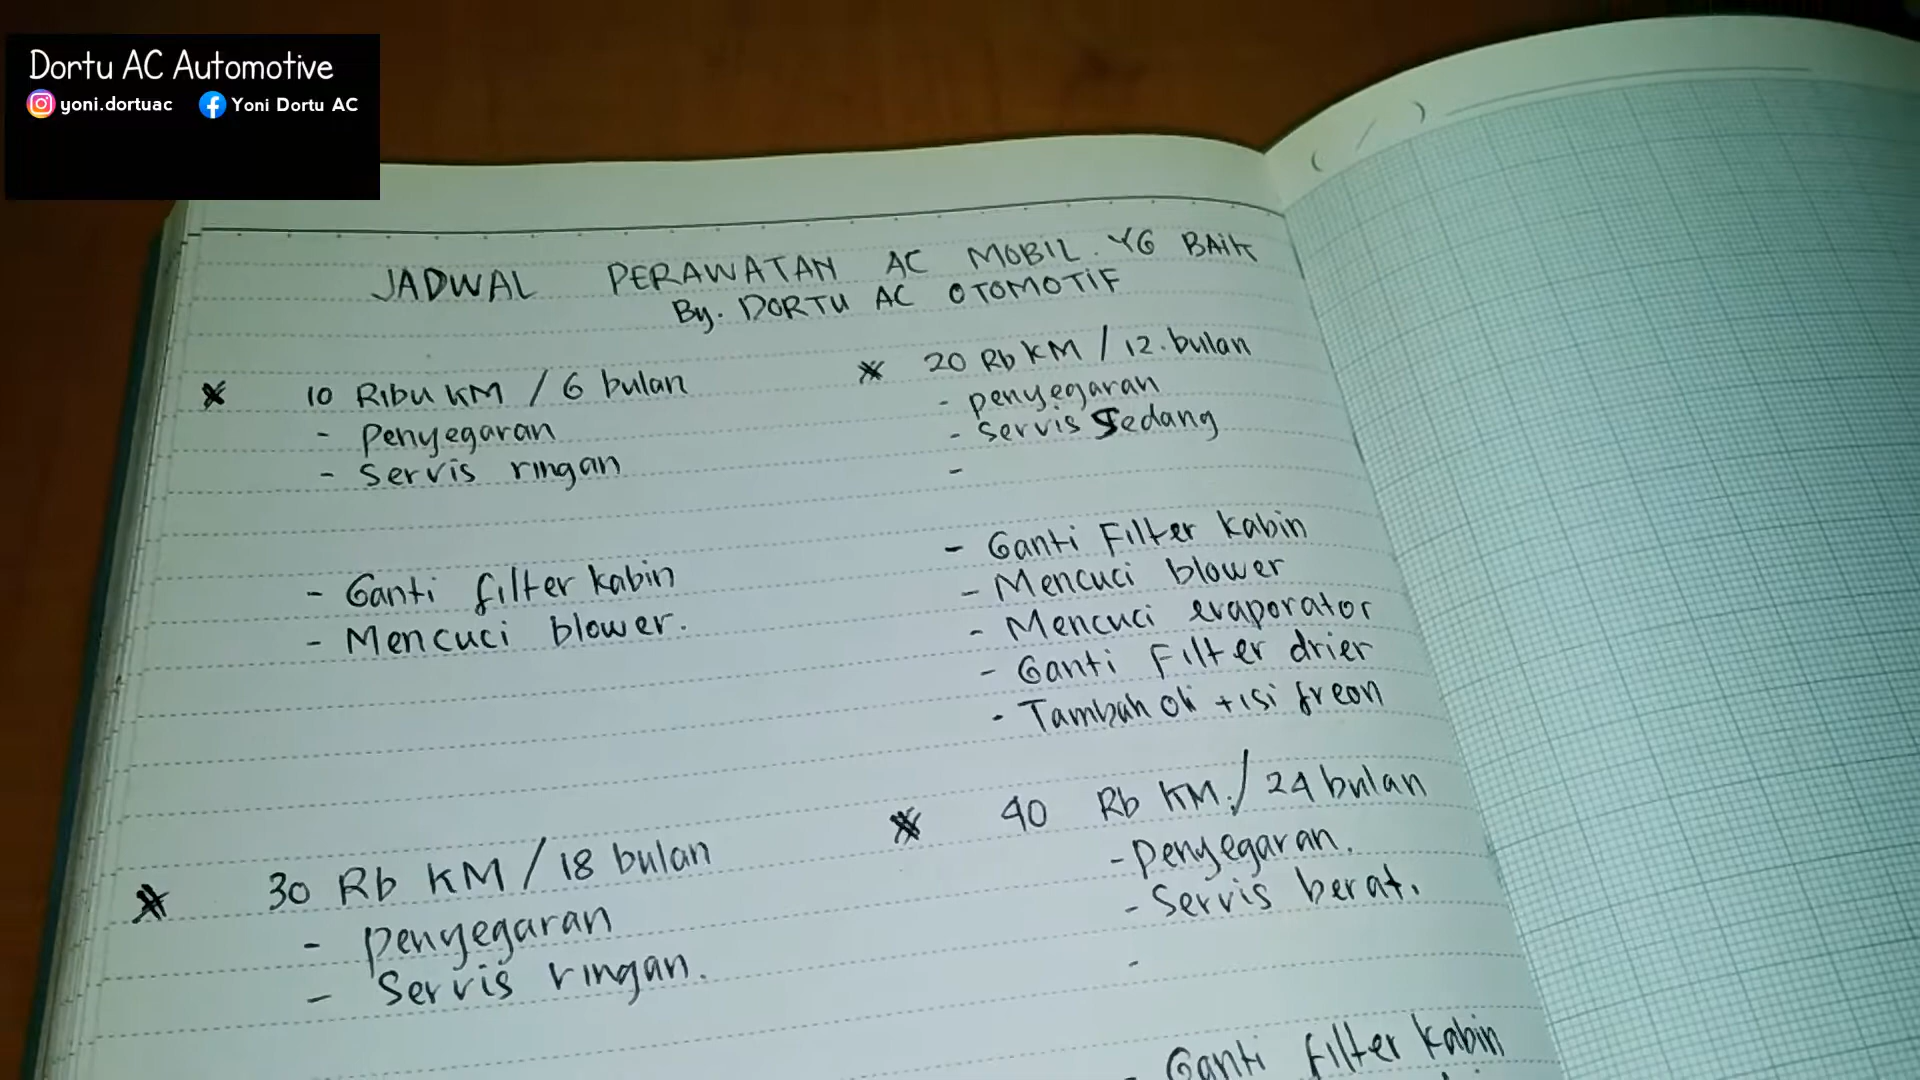 Dortu AC Automotive
yoni.dortuac Yoni Dortu AC
JADWAL PERAWATAN AC MOBIL YG BAIK
By. DORTU AC OTOMOTIF
* 10 Ribu KM / 6 bulan
- Penyegaran
- Servis ringan
- Ganti filter kabin
- Mencuci blower.
* 20 Rb KM / 12 bulan
- penyegaran
- servis Sedang
-
- Ganti Filter kabin
- Mencuci blower
- Mencuci evaporator
- Ganti Filter drier
- Tambah oli + isi freon
* 30 Rb KM / 18 bulan
- penyegaran
- Servis ringan.
* 40 Rb KM. / 24 bulan
- Penyegaran.
- Servis berat.
-
- Ganti filter kabin